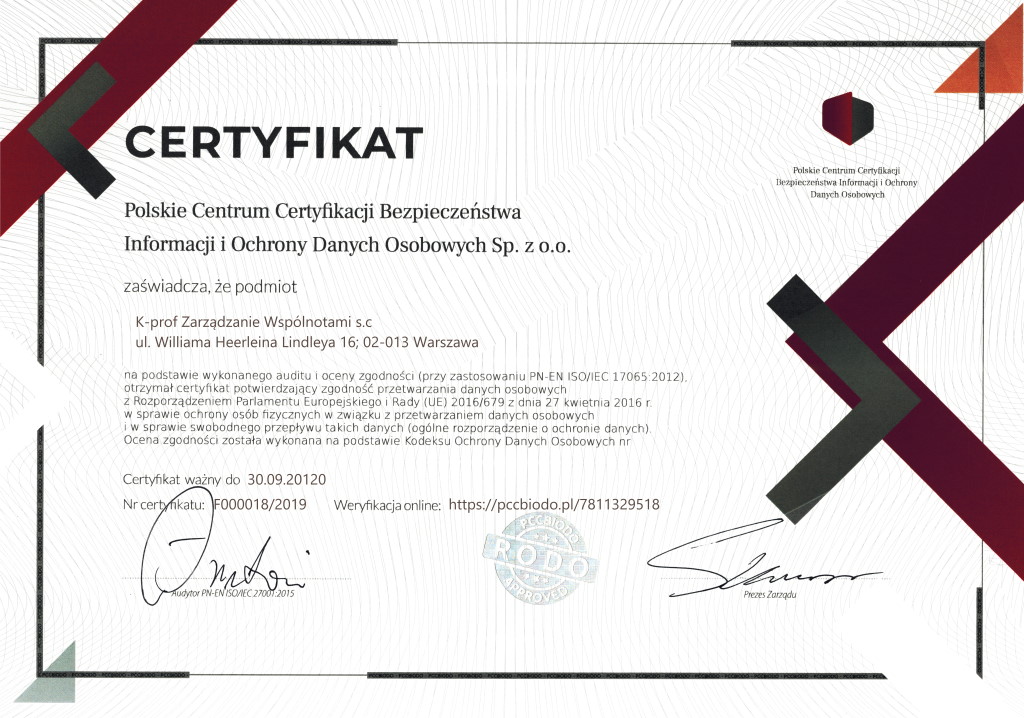 CERTYFIKAT
Polskie Centrum Certyfikacji
Bezpieczeństwa Informacji i Ochrony
Danych Osobowych
Polskie Centrum Certyfikacji Bezpieczeństwa
Informacji i Ochrony Danych Osobowych Sp. z o.o.
zaświadcza, że podmiot
K-prof Zarządzanie Wspólnotami s.c
ul. Williama Heerleina Lindleya 16; 02-013 Warszawa
na podstawie wykonanego auditu i oceny zgodności (przy zastosowaniu PN-EN ISO/IEC 17065:2012),
otrzymał certyfikat potwierdzający zgodność przetwarzania danych osobowych
z Rozporządzeniem Parlamentu Europejskiego i Rady (UE) 2016/679 z dnia 27 kwietnia 2016 r.
w sprawie ochrony osób fizycznych w związku z przetwarzaniem danych osobowych
i w sprawie swobodnego przepływu takich danych (ogólne rozporządzenie o ochronie danych).
Ocena zgodności została wykonana na podstawie Kodeksu Ochrony Danych Osobowych nr
Certyfikat ważny do 30.09.20120
Nr certyfikatu: F000018/2019 Weryfikacja online: https://pccbiodo.pl/7811329518
PCCBIODO
RODO
APPROVED
Audytor PN-EN ISO/IEC 27001:2015
Prezes Zarządu